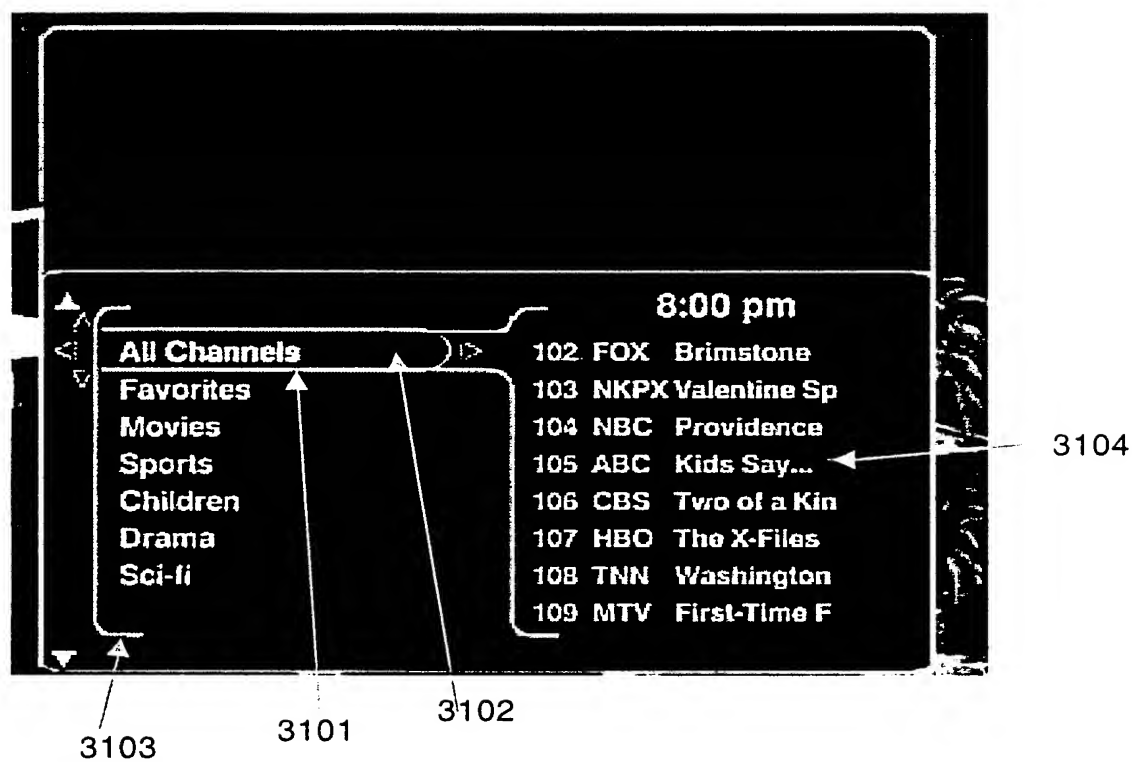 8:00 pm
All Channels
Favorites
Movies
Sports
Children
Drama
Sci-fi
102 FOX Brimstone
103 NKPX Valentine Sp
104 NBC Providence
105 ABC Kids Say...
106 CBS Two of a Kin
107 HBO The X-Files
108 TNN Washington
109 MTV First-Time F
3104
3103
3101
3102